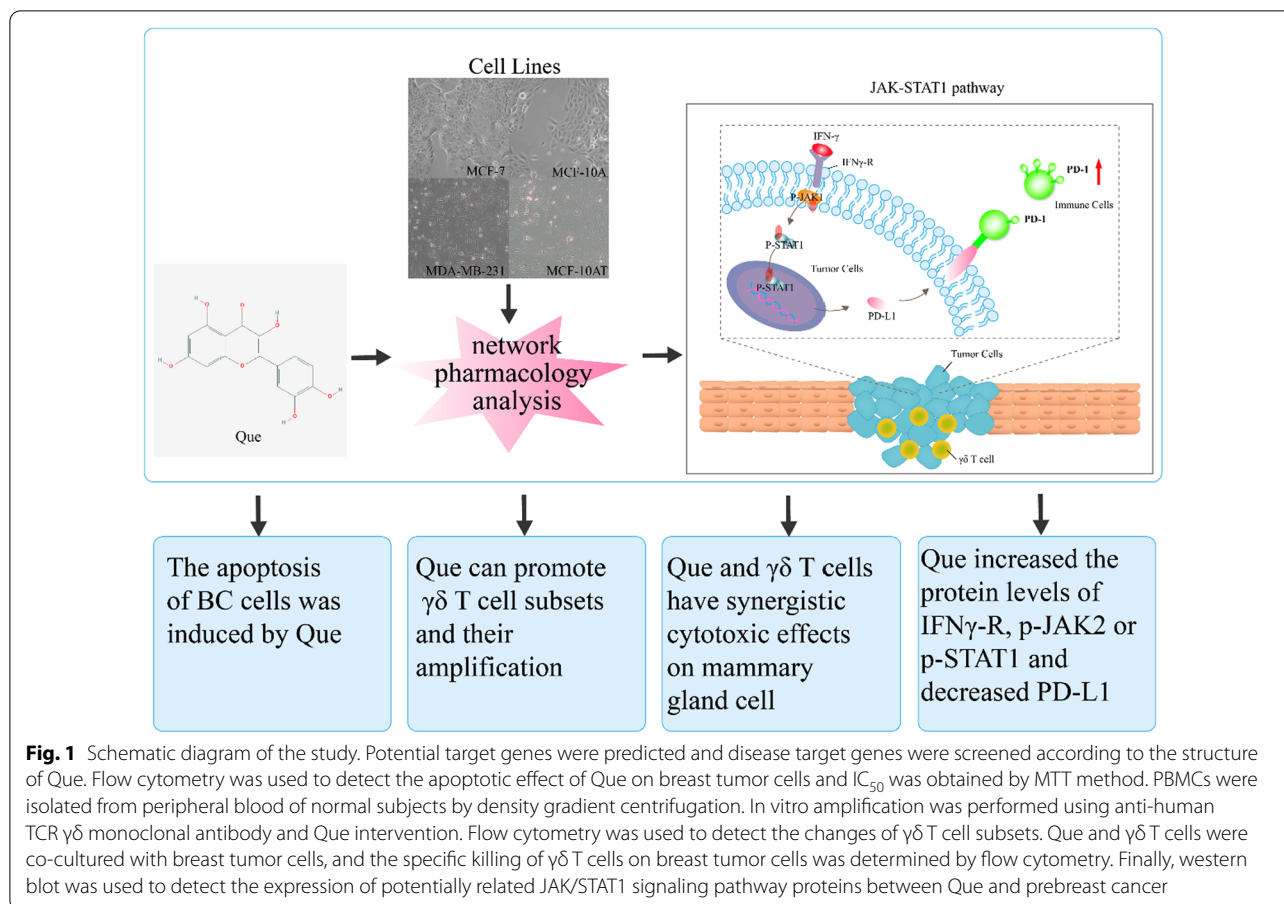 Cell Lines
MCF-7
MCF-10A
MDA-MB-231
MCF-10AT
JAK-STAT1 pathway
IFN-γ
IFNγ-R
P-JAK1
P-STAT1
Tumor Cells
P-STAT1
PD-L1
PD-1
Immune Cells
PD-1
Tumor Cells
γδ T cell
H
O
O
O
H
H
O
O
O
H
O
H
Que
network
pharmacology
analysis
The apoptosis
of BC cells was
induced by Que
Que can promote
γδ T cell subsets
and their
amplification
Que and γδ T cells
have synergistic
cytotoxic effects
on mammary
gland cell
Que increased the
protein levels of
IFNγ-R, p-JAK2 or
p-STAT1 and
decreased PD-L1
Fig. 1 Schematic diagram of the study. Potential target genes were predicted and disease target genes were screened according to the structure
of Que. Flow cytometry was used to detect the apoptotic effect of Que on breast tumor cells and IC50 was obtained by MTT method. PBMCs were
isolated from peripheral blood of normal subjects by density gradient centrifugation. In vitro amplification was performed using anti-human
TCR γδ monoclonal antibody and Que intervention. Flow cytometry was used to detect the changes of γδ T cell subsets. Que and γδ T cells were
co-cultured with breast tumor cells, and the specific killing of γδ T cells on breast tumor cells was determined by flow cytometry. Finally, western
blot was used to detect the expression of potentially related JAK/STAT1 signaling pathway proteins between Que and prebreast cancer